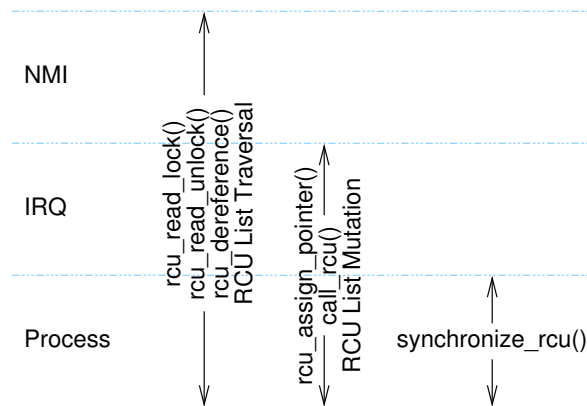 NMI
rcu_read_lock()
rcu_read_unlock()
rcu_dereference()
RCU List Traversal
IRQ
rcu_assign_pointer()
call_rcu()
RCU List Mutation
Process
synchronize_rcu()